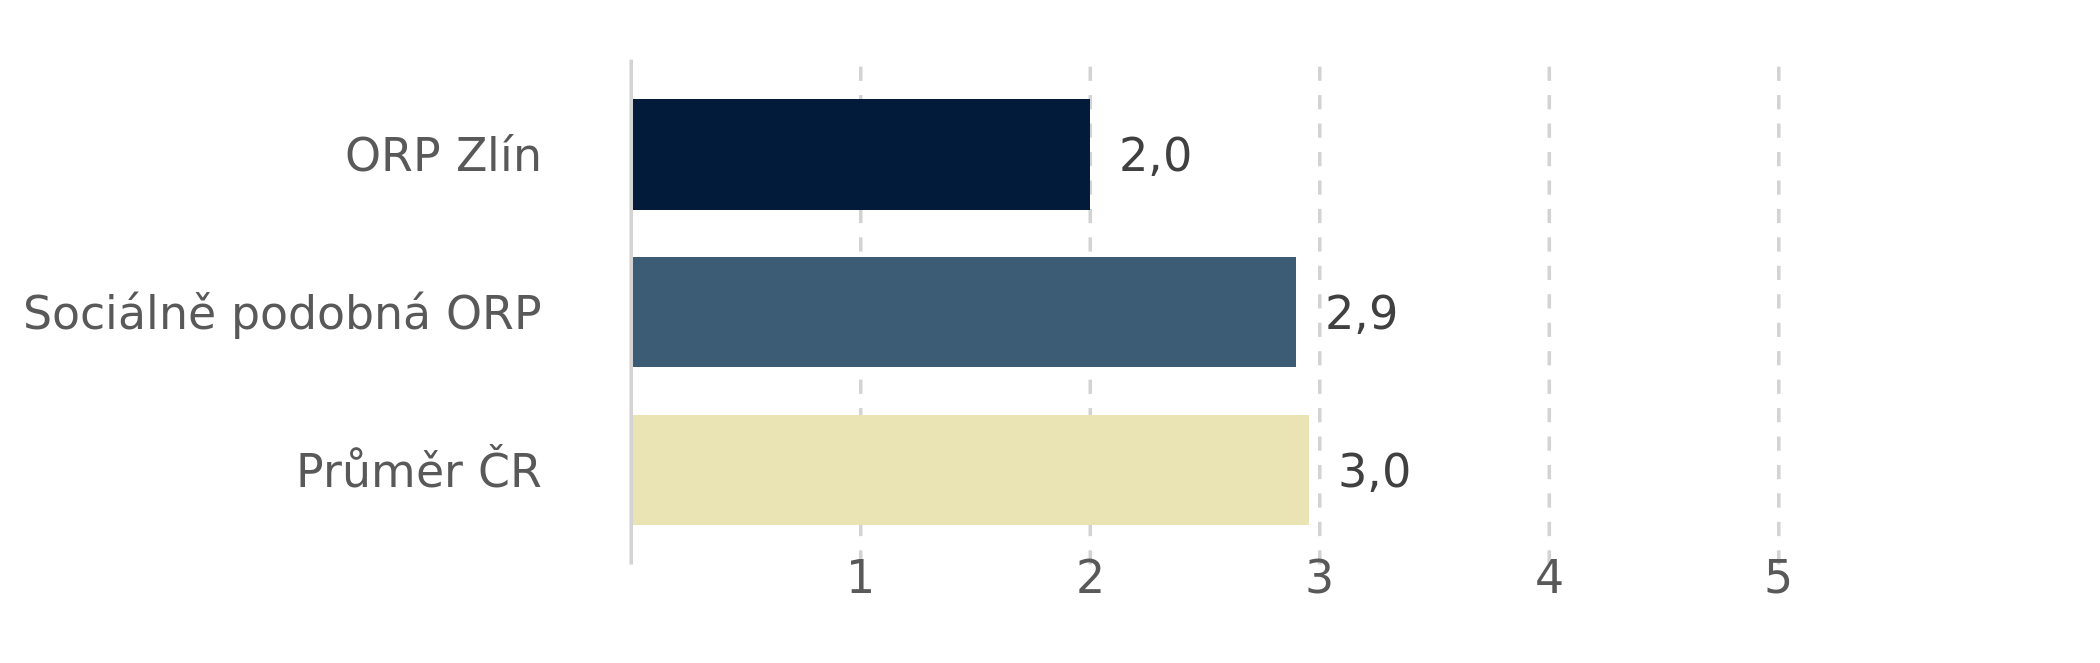 ORP Zlín 2,0
Sociálně podobná ORP 2,9
Průměr ČR 3,0
1 2 3 4 5